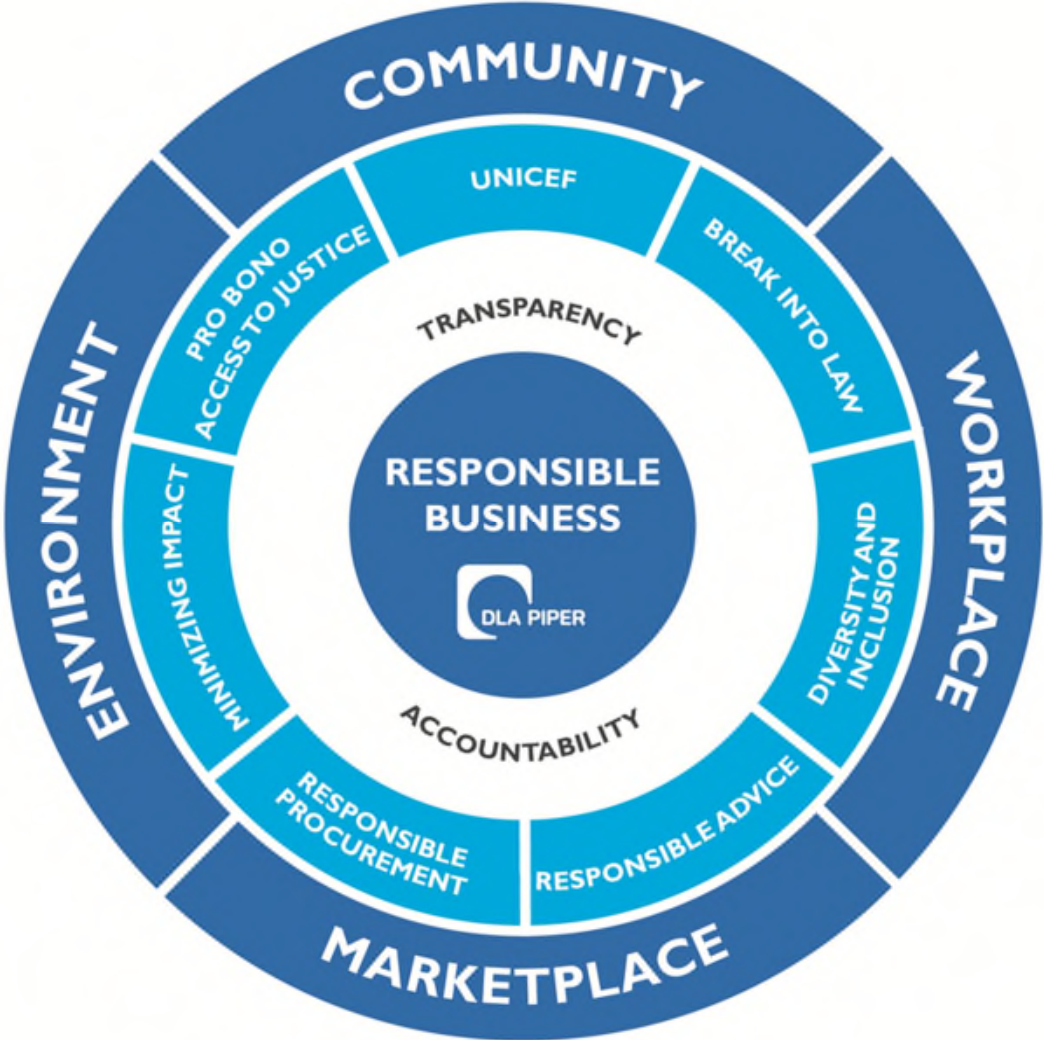 COMMUNITY
WORKPLACE
MARKETPLACE
ENVIRONMENT
UNICEF
BREAK INTO LAW
DIVERSITY AND
INCLUSION
RESPONSIBLE ADVICE
RESPONSIBLE
PROCUREMENT
MINIMIZING IMPACT
PRO BONO
ACCESS TO JUSTICE
TRANSPARENCY
RESPONSIBLE
BUSINESS
DLA PIPER
ACCOUNTABILITY